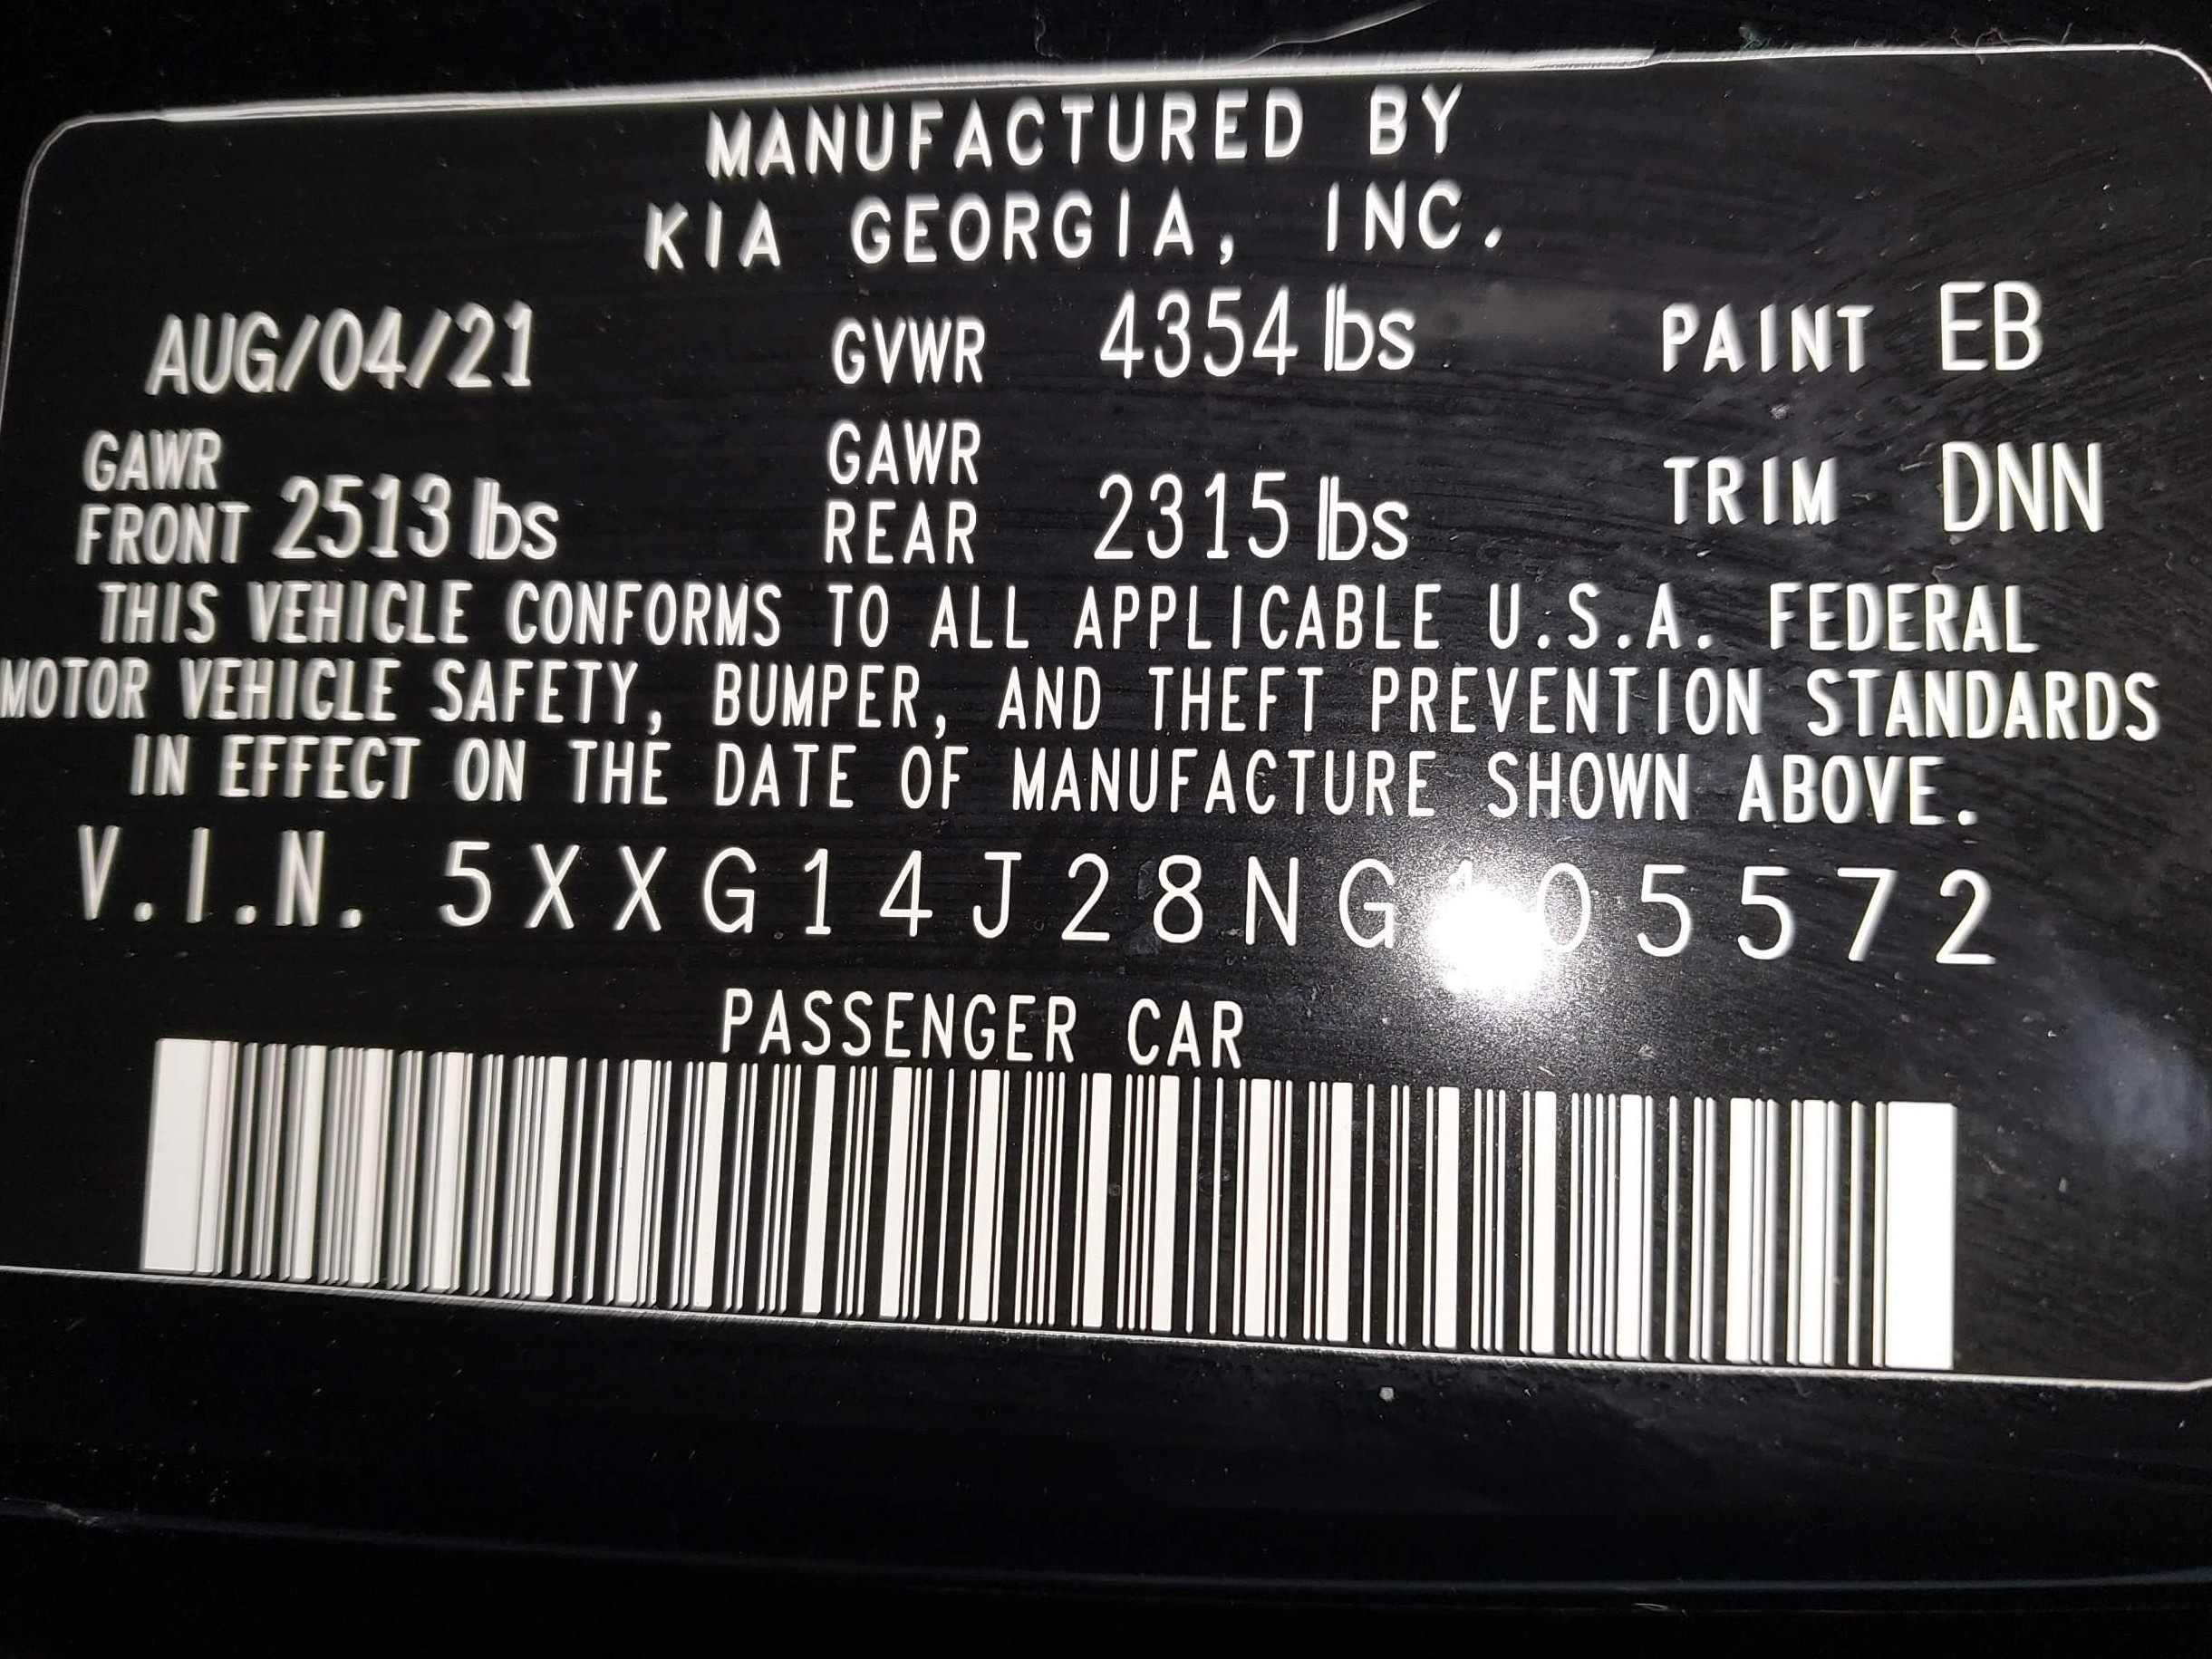 MANUFACTURED BY
KIA GEORGIA, INC.
AUG/04/21 GVWR 4354 lbs PAINT EB
GAWR FRONT 2513 lbs GAWR REAR 2315 lbs TRIM DNN
THIS VEHICLE CONFORMS TO ALL APPLICABLE U.S.A. FEDERAL
MOTOR VEHICLE SAFETY, BUMPER, AND THEFT PREVENTION STANDARDS
IN EFFECT ON THE DATE OF MANUFACTURE SHOWN ABOVE.
V.I.N. 5XXG14J28NG105572
PASSENGER CAR